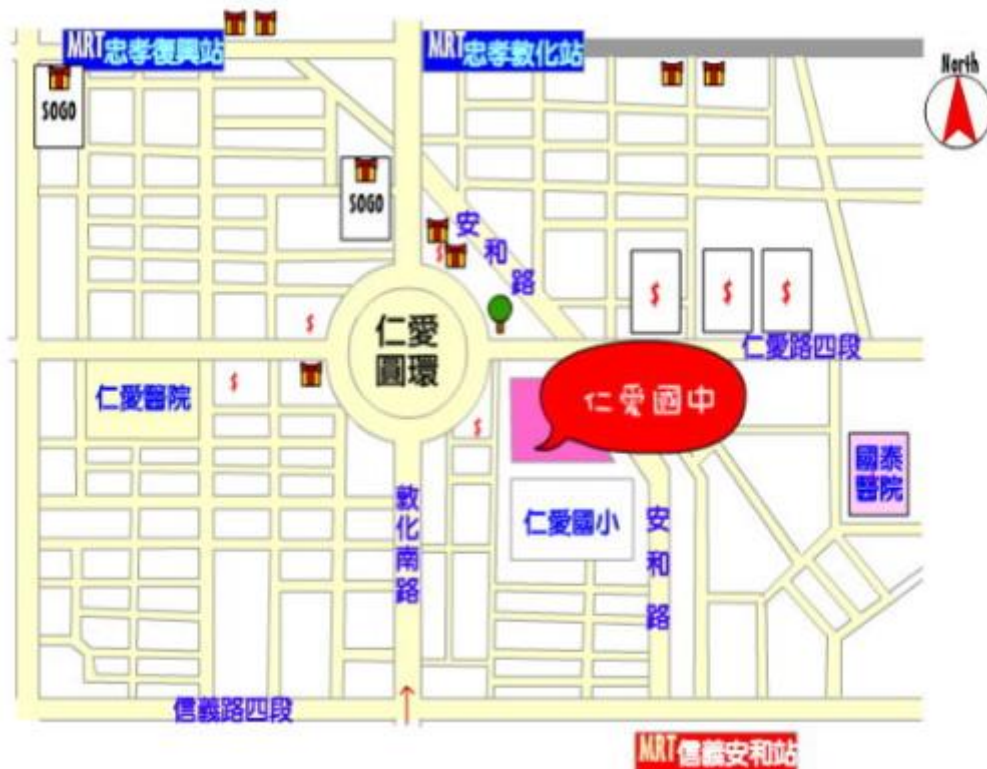 MRT忠孝復興站
MRT忠孝敦化站
North
SOGO
SOGO
安和路
$
$
$
$
$
仁愛
圓環
仁愛路四段
$
仁愛醫院
仁愛國中
$
國泰
醫院
敦化南路
仁愛國小
安和路
信義路四段
MRT信義安和站